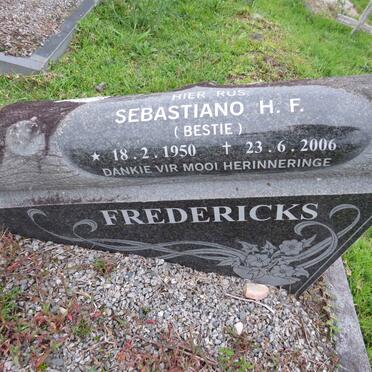 HIER RUS
SEBASTIANO H. F.
(BESTIE)
★ 18. 2. 1950 ✝ 23. 6. 2006
DANKIE VIR MOOI HERINNERINGE
FREDERICKS